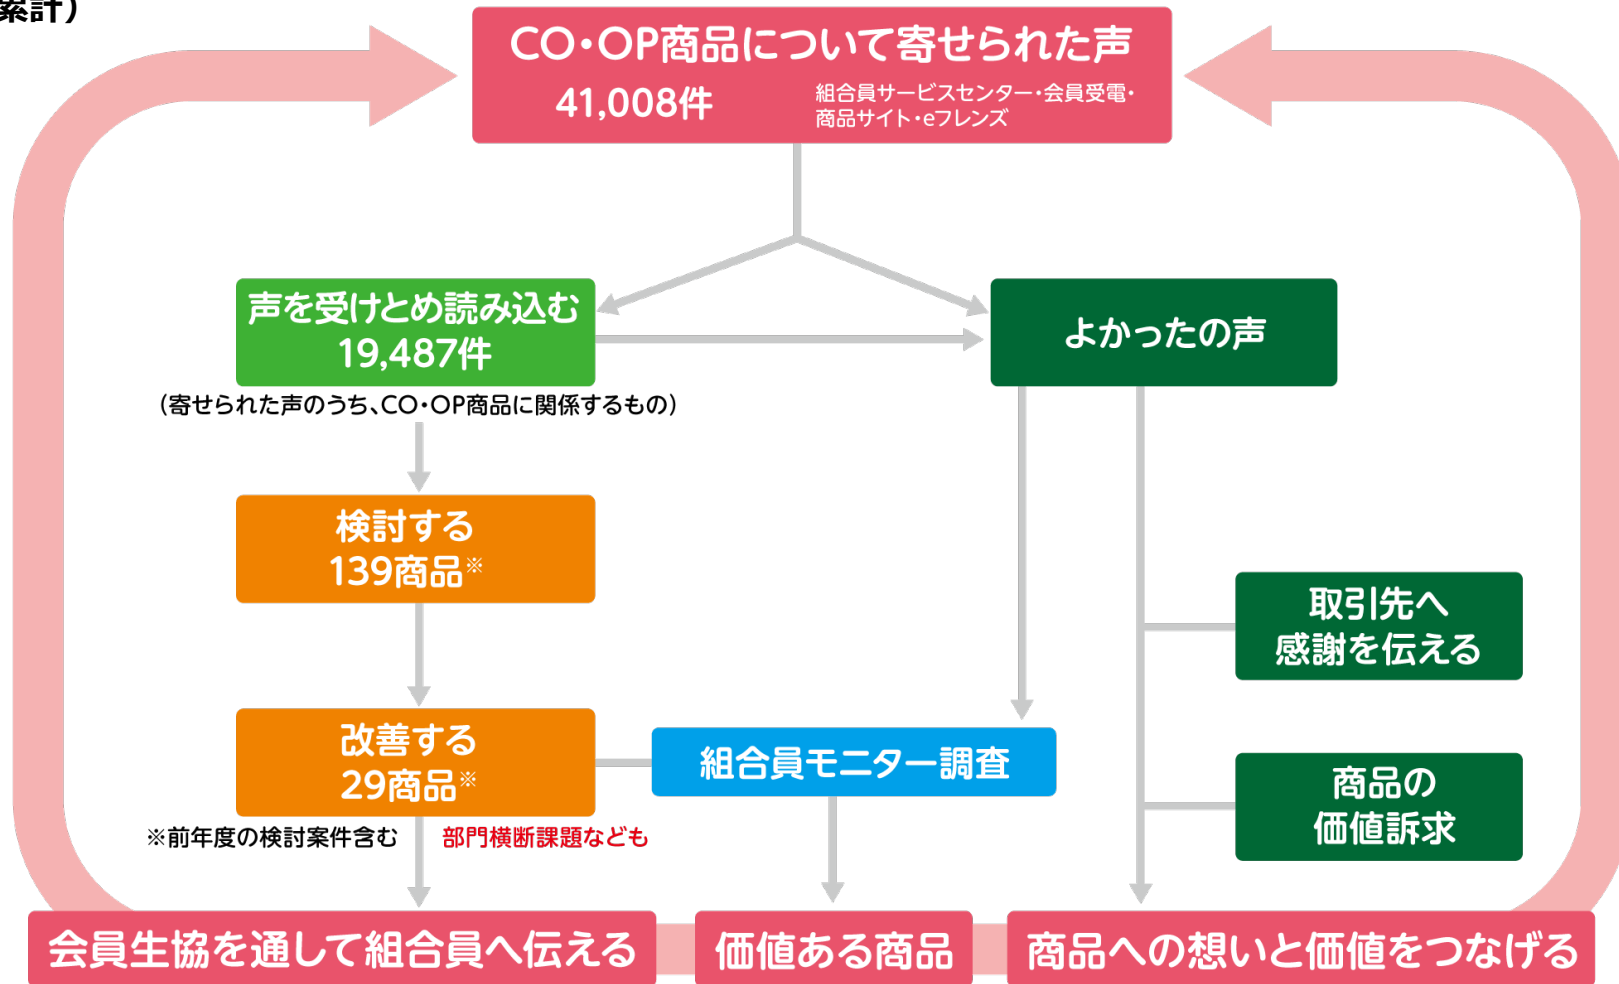 累計）
CO・OP商品について寄せられた声
41,008件
組合員サービスセンター・会員受電・
商品サイト・eフレンズ
声を受けとめ読み込む
19,487件
（寄せられた声のうち、CO・OP商品に関係するもの）
よかったの声
検討する
139商品※
取引先へ
感謝を伝える
改善する
29商品※
組合員モニター調査
商品の
価値訴求
※前年度の検討案件含む
部門横断課題なども
会員生協を通して組合員へ伝える
価値ある商品
商品への想いと価値をつなげる